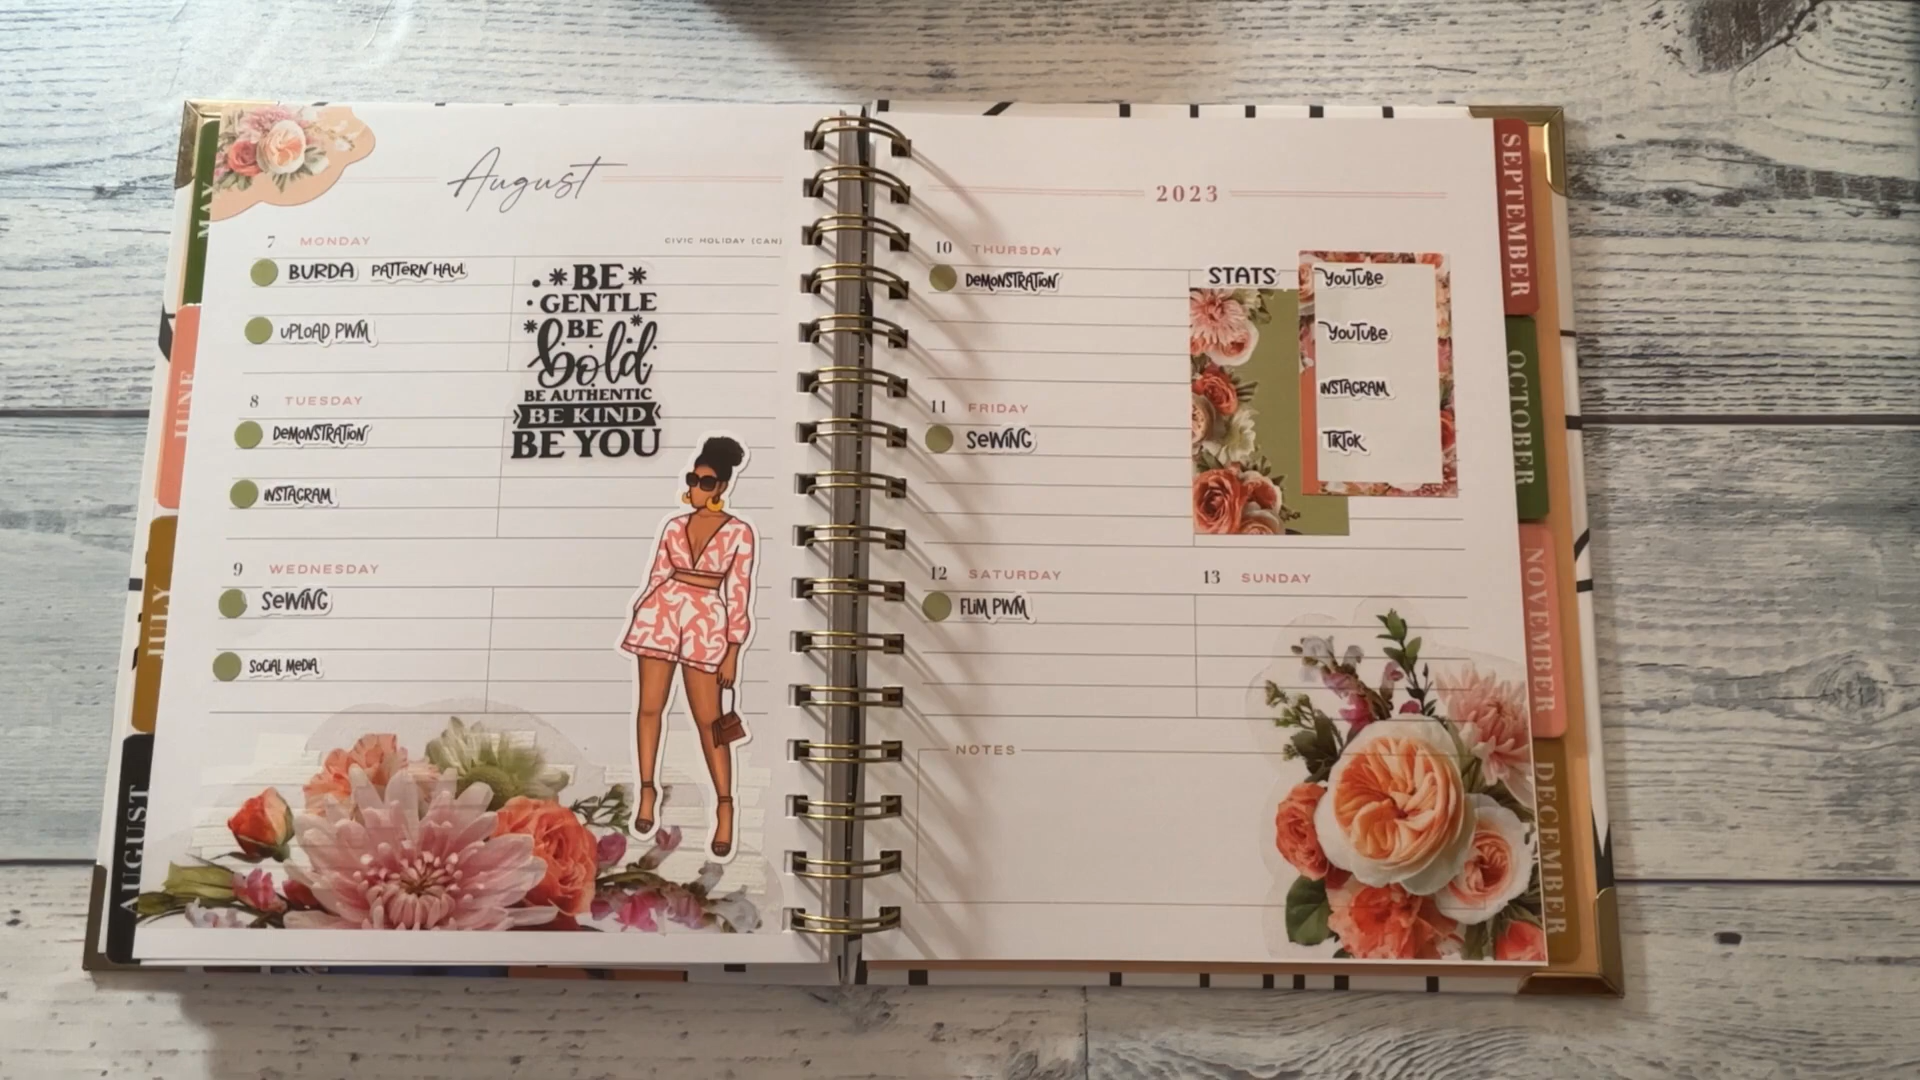 August
7 MONDAY CIVIC HOLIDAY (CAN)
BURDA PATTERN HAUL
UPLOAD PWM
BE
GENTLE
BE
bold
BE AUTHENTIC
BE KIND
BE YOU
8 TUESDAY
DEMONSTRATION
INSTAGRAM
9 WEDNESDAY
SEWING
SOCIAL MEDIA
MAY
JUNE
JULY
AUGUST
2023
10 THURSDAY
DEMONSTRATION
STATS
YOUTUBE
YOUTUBE
INSTAGRAM
TIKTOK
11 FRIDAY
SEWING
12 SATURDAY
FLIM PWM
13 SUNDAY
NOTES
SEPTEMBER
OCTOBER
NOVEMBER
DECEMBER